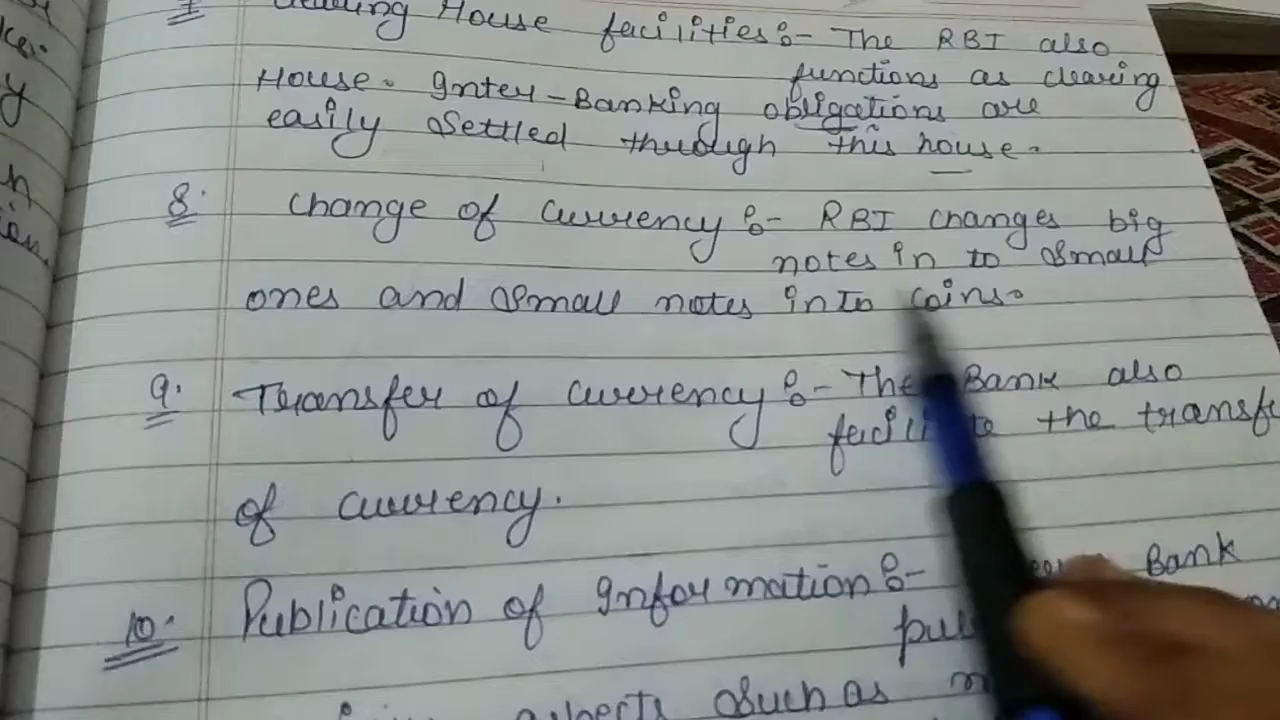 House facilities :- The RBI also
functions as clearing
House. Inter-Banking obligations are
easily settled through this house.
8. Change of currency :- RBI changes big
notes in to small
ones and small notes into coins.
9. Transfer of currency :- The Bank also
the transf
of currency.
10. Publication of Information :- Bank
such as